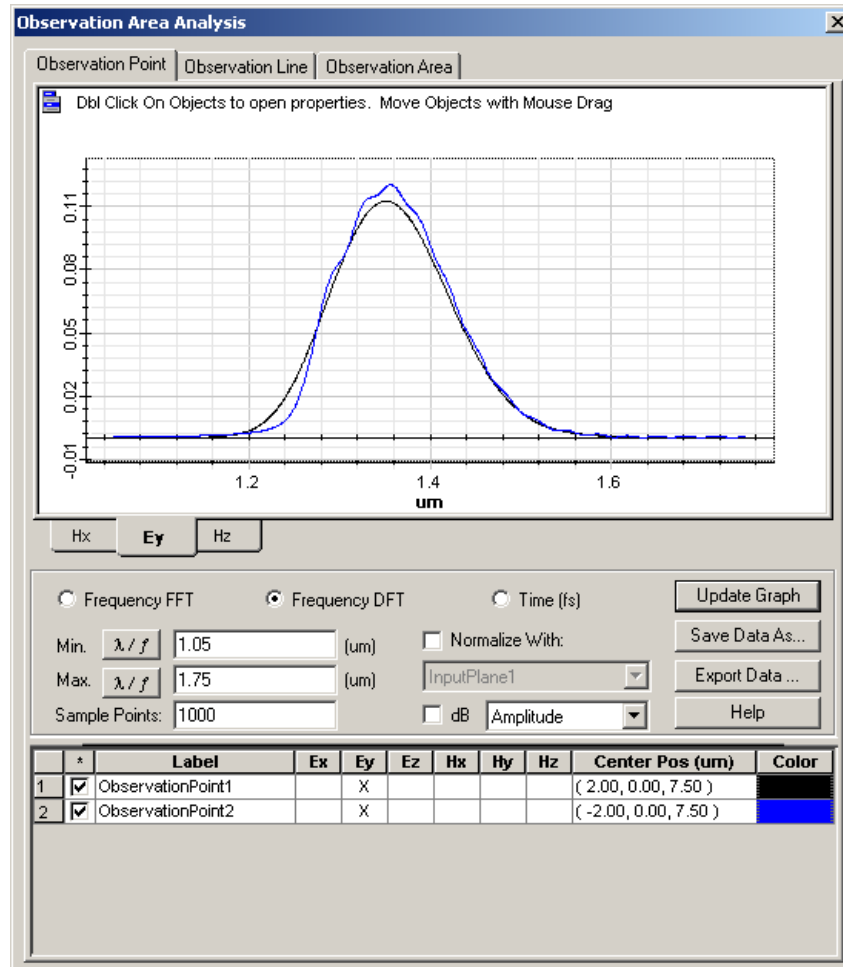 Observation Area Analysis
Observation Point Observation Line Observation Area
Dbl Click On Objects to open properties. Move Objects with Mouse Drag
0.11
0.08
0.05
0.02
-0.01
1.2 1.4 1.6
um
Hx Ey Hz
Frequency FFT Frequency DFT Time (fs) Update Graph
Min. λ / f 1.05 (um) Normalize With: Save Data As...
Max. λ / f 1.75 (um) InputPlane1 Export Data ...
Sample Points: 1000 dB Amplitude Help
* Label Ex Ey Ez Hx Hy Hz Center Pos (um) Color
1 ObservationPoint1 X ( 2.00, 0.00, 7.50 )
2 ObservationPoint2 X ( -2.00, 0.00, 7.50 )